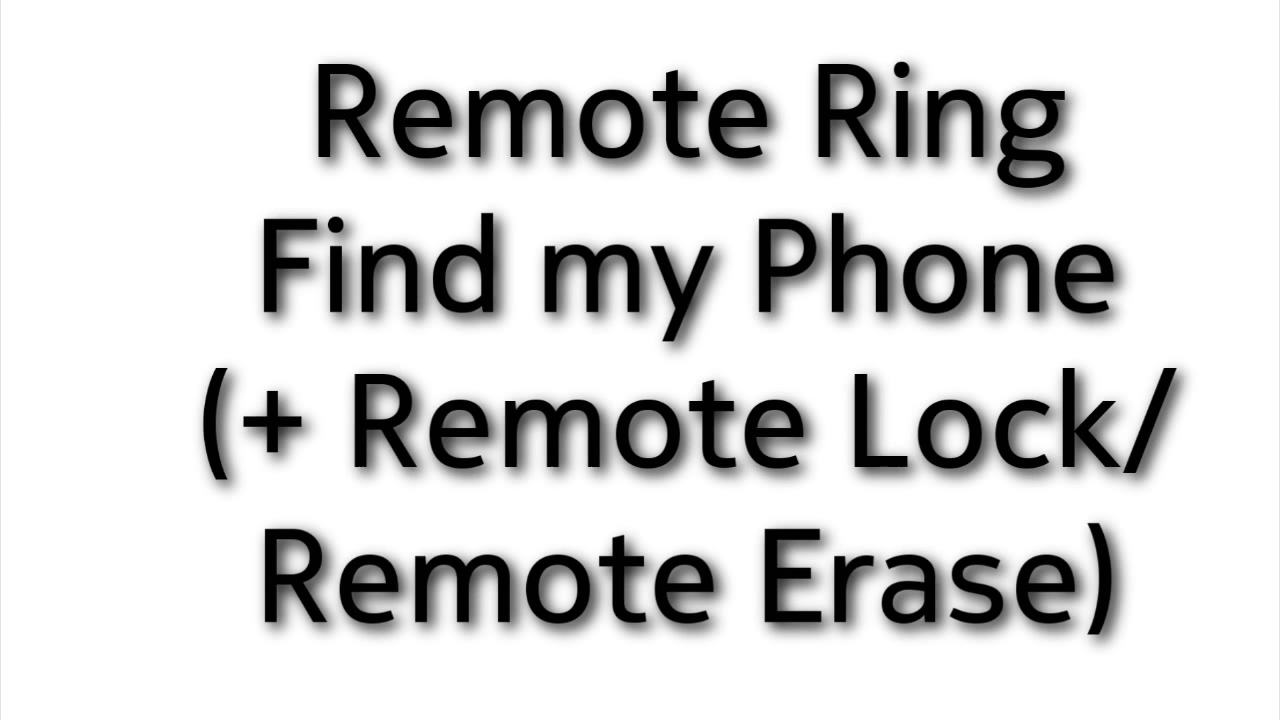 Remote Ring
Find my Phone
(+ Remote Lock/
Remote Erase)